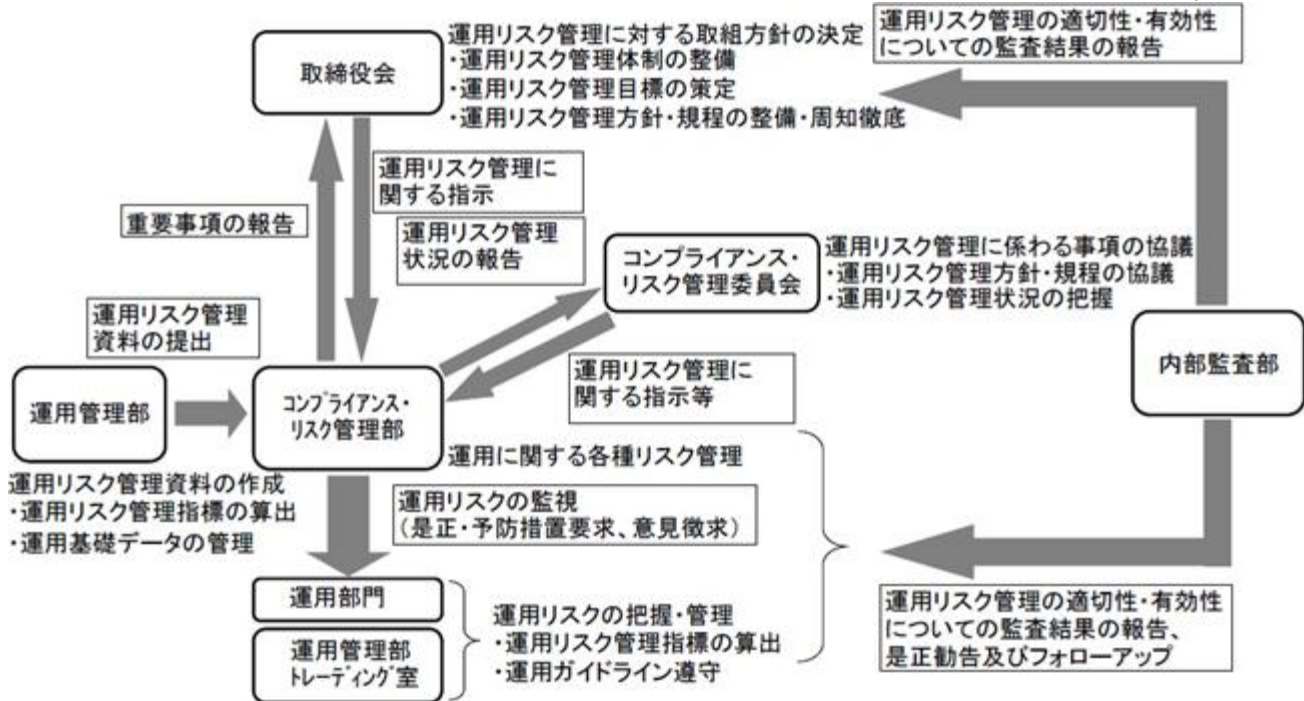 運用リスク管理に対する取組方針の決定
・運用リスク管理体制の整備
・運用リスク管理目標の策定
・運用リスク管理方針・規程の整備・周知徹底
取締役会
運用リスク管理の適切性・有効性
についての監査結果の報告
運用リスク管理に
関する指示
重要事項の報告
運用リスク管理
状況の報告
コンプライアンス・
リスク管理委員会
運用リスク管理に係わる事項の協議
・運用リスク管理方針・規程の協議
・運用リスク管理状況の把握
運用リスク管理
資料の提出
運用管理部
コンプライアンス・
リスク管理部
運用リスク管理に
関する指示等
内部監査部
運用に関する各種リスク管理
運用リスク管理資料の作成
・運用リスク管理指標の算出
・運用基礎データの管理
運用リスクの監視
(是正・予防措置要求、意見徴求)
運用部門
運用管理部
トレーディング室
運用リスクの把握・管理
・運用リスク管理指標の算出
・運用ガイドライン遵守
運用リスク管理の適切性・有効性
についての監査結果の報告、
是正勧告及びフォローアップ